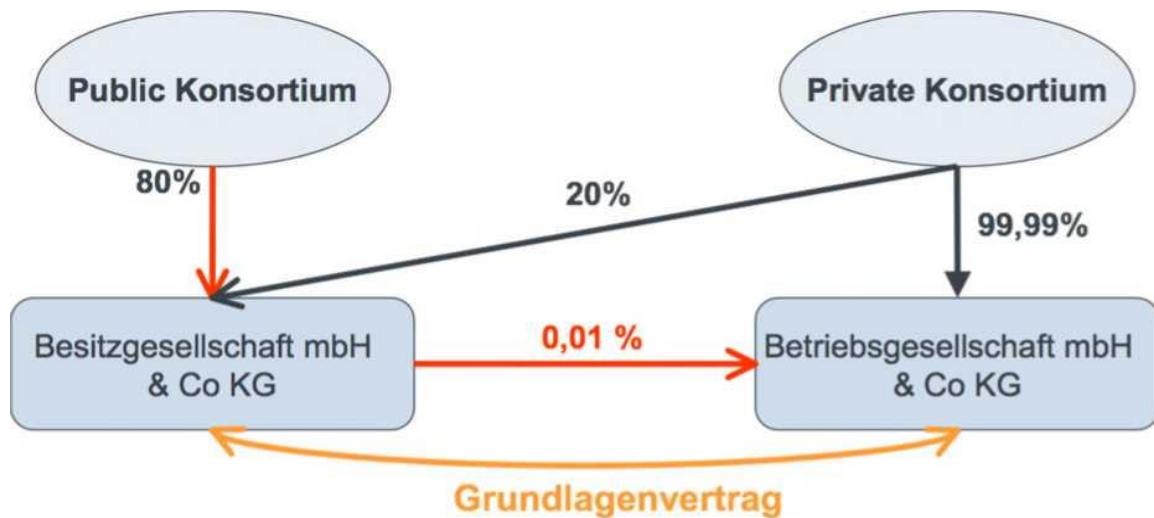 Public Konsortium
Private Konsortium
80%
20%
99,99%
Besitzgesellschaft mbH
& Co KG
0,01 %
Betriebsgesellschaft mbH
& Co KG
Grundlagenvertrag